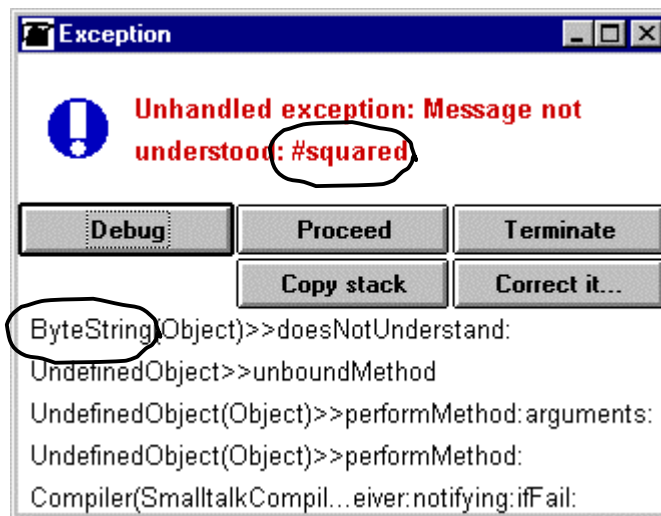 Exception
Unhandled exception: Message not
understood: #squared
Debug Proceed Terminate
Copy stack Correct it...
ByteString(Object)>>doesNotUnderstand:
UndefinedObject>>unboundMethod
UndefinedObject(Object)>>performMethod:arguments:
UndefinedObject(Object)>>performMethod:
Compiler(SmalltalkCompil...eiver:notifying:ifFail: